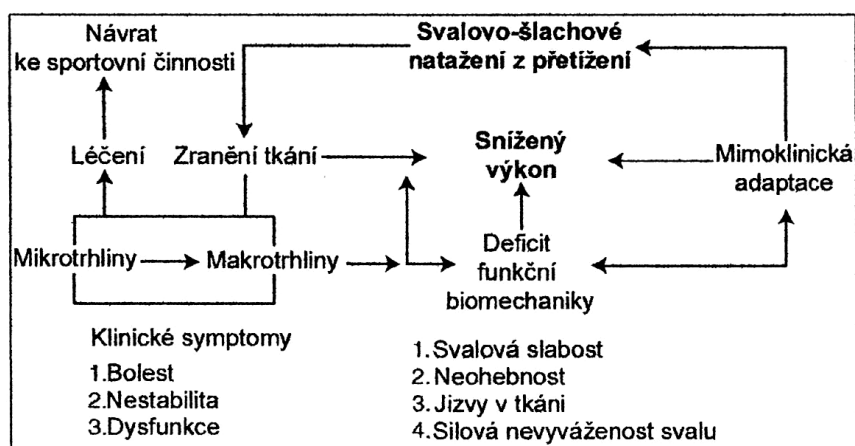 Návrat
ke sportovní činnosti
Svalovo-šlachové
natažení z přetížení
Léčení
Zranění tkání
Snížený
výkon
Mimoklinická
adaptace
Mikrotrhliny
Makrotrhliny
Deficit
funkční
biomechaniky
Klinické symptomy
1.Bolest
2.Nestabilita
3.Dysfunkce
1.Svalová slabost
2.Neohebnost
3.Jizvy v tkáni
4.Silová nevyváženost svalu